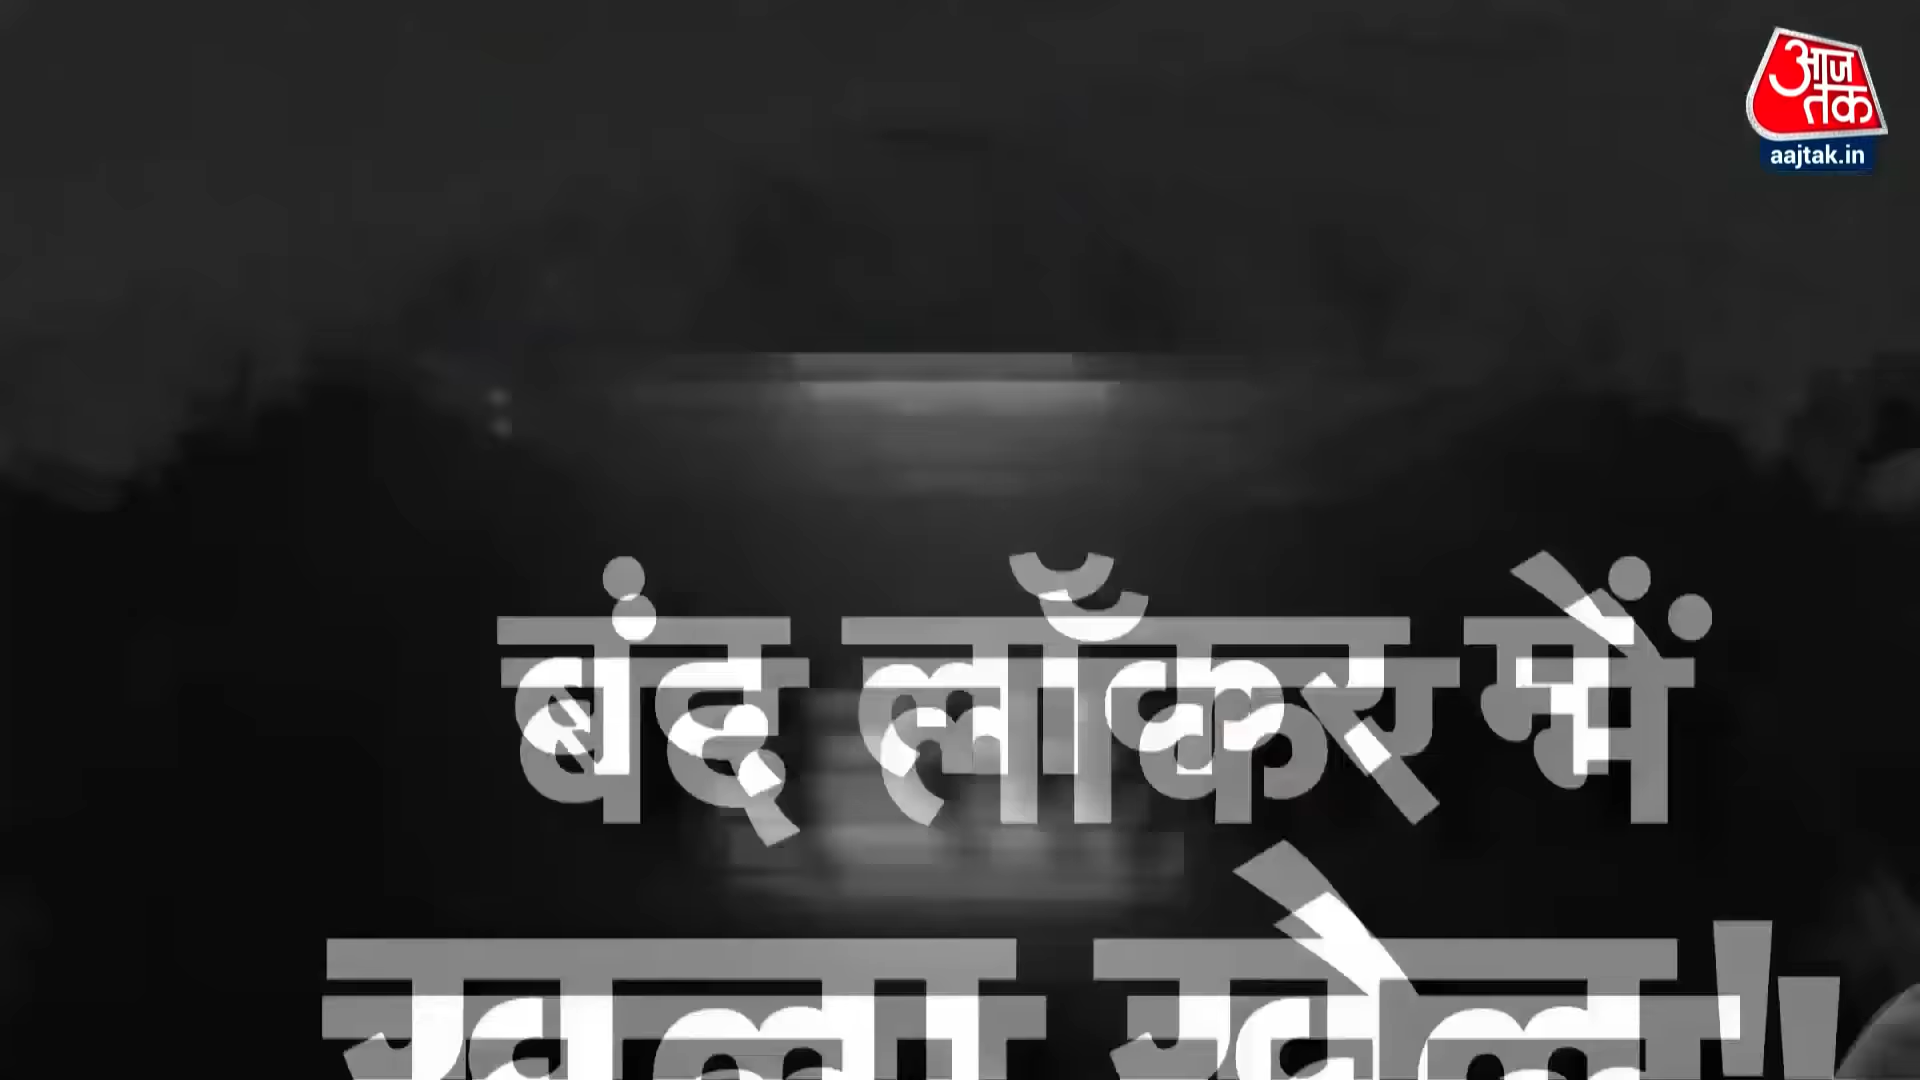 आज
तक
aajtak.in
बंद लॉकर में
खुला खेल"